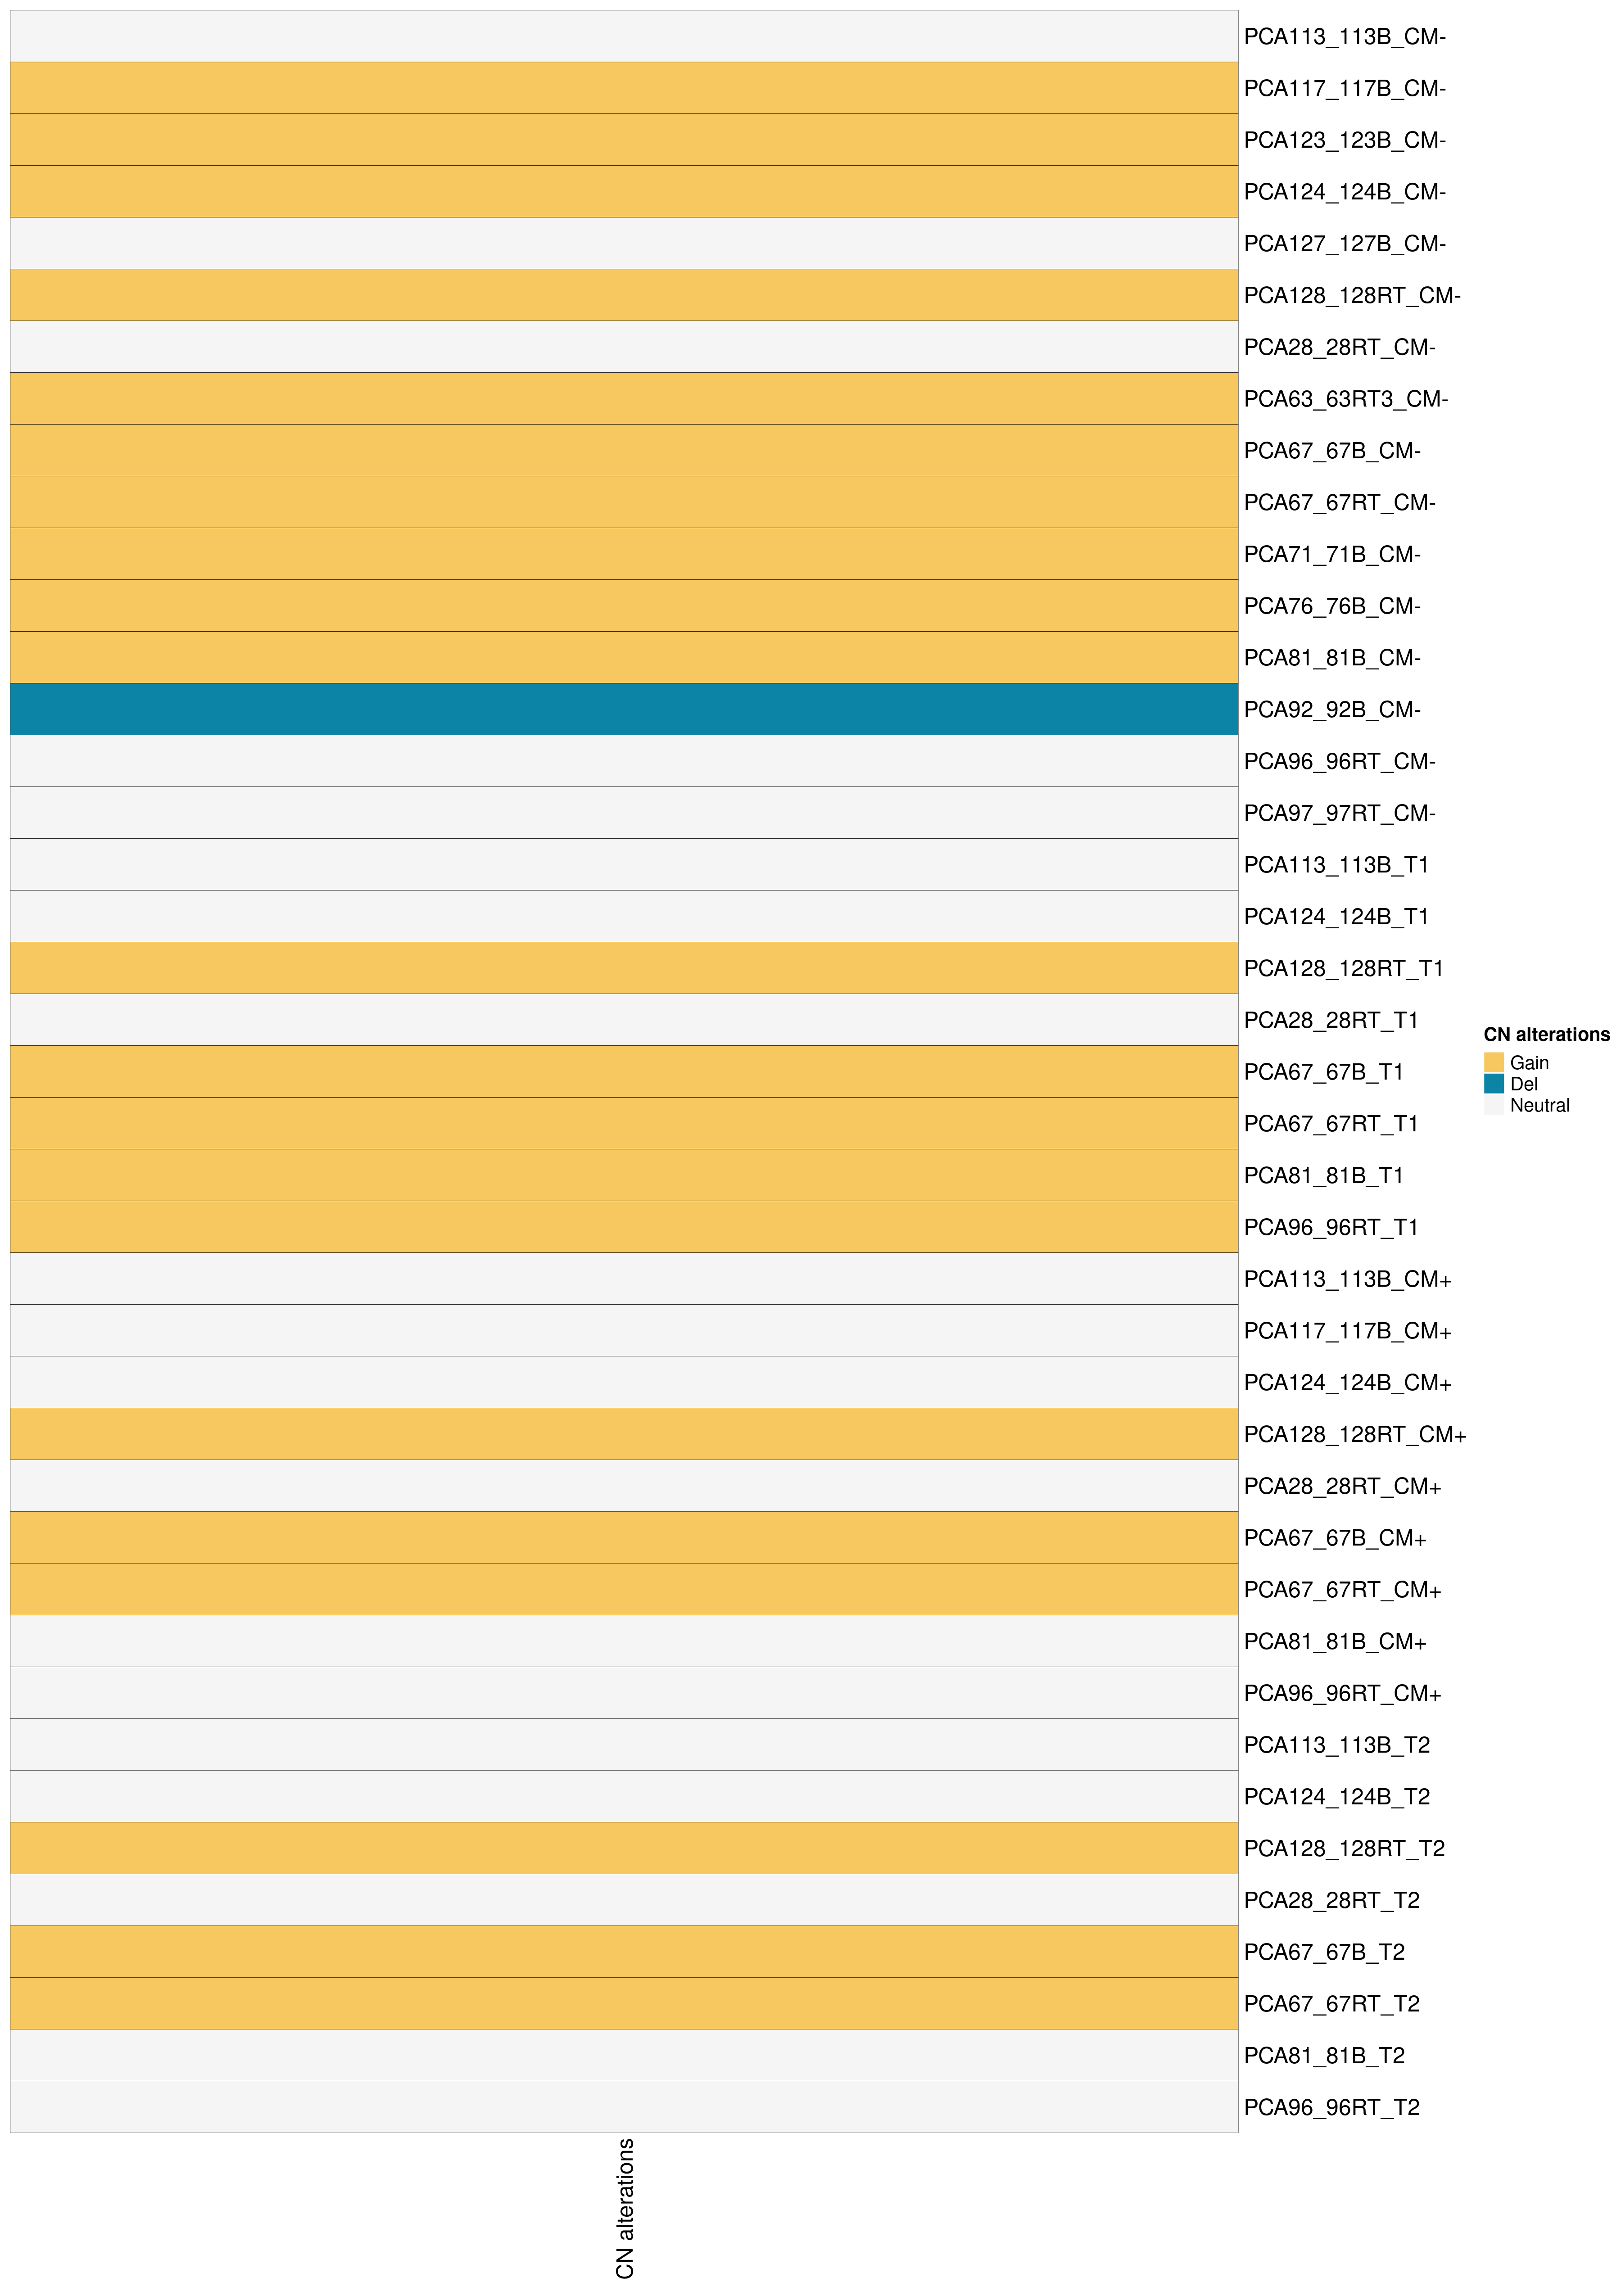 PCA113_113B_CM-
PCA117_117B_CM-
PCA123_123B_CM-
PCA124_124B_CM-
PCA127_127B_CM-
PCA128_128RT_CM-
PCA28_28RT_CM-
PCA63_63RT3_CM-
PCA67_67B_CM-
PCA67_67RT_CM-
PCA71_71B_CM-
PCA76_76B_CM-
PCA81_81B_CM-
PCA92_92B_CM-
PCA96_96RT_CM-
PCA97_97RT_CM-
PCA113_113B_T1
PCA124_124B_T1
PCA128_128RT_T1
PCA28_28RT_T1
PCA67_67B_T1
PCA67_67RT_T1
PCA81_81B_T1
PCA96_96RT_T1
PCA113_113B_CM+
PCA117_117B_CM+
PCA124_124B_CM+
PCA128_128RT_CM+
PCA28_28RT_CM+
PCA67_67B_CM+
PCA67_67RT_CM+
PCA81_81B_CM+
PCA96_96RT_CM+
PCA113_113B_T2
PCA124_124B_T2
PCA128_128RT_T2
PCA28_28RT_T2
PCA67_67B_T2
PCA67_67RT_T2
PCA81_81B_T2
PCA96_96RT_T2
CN alterations
Gain
Del
Neutral
CN alterations